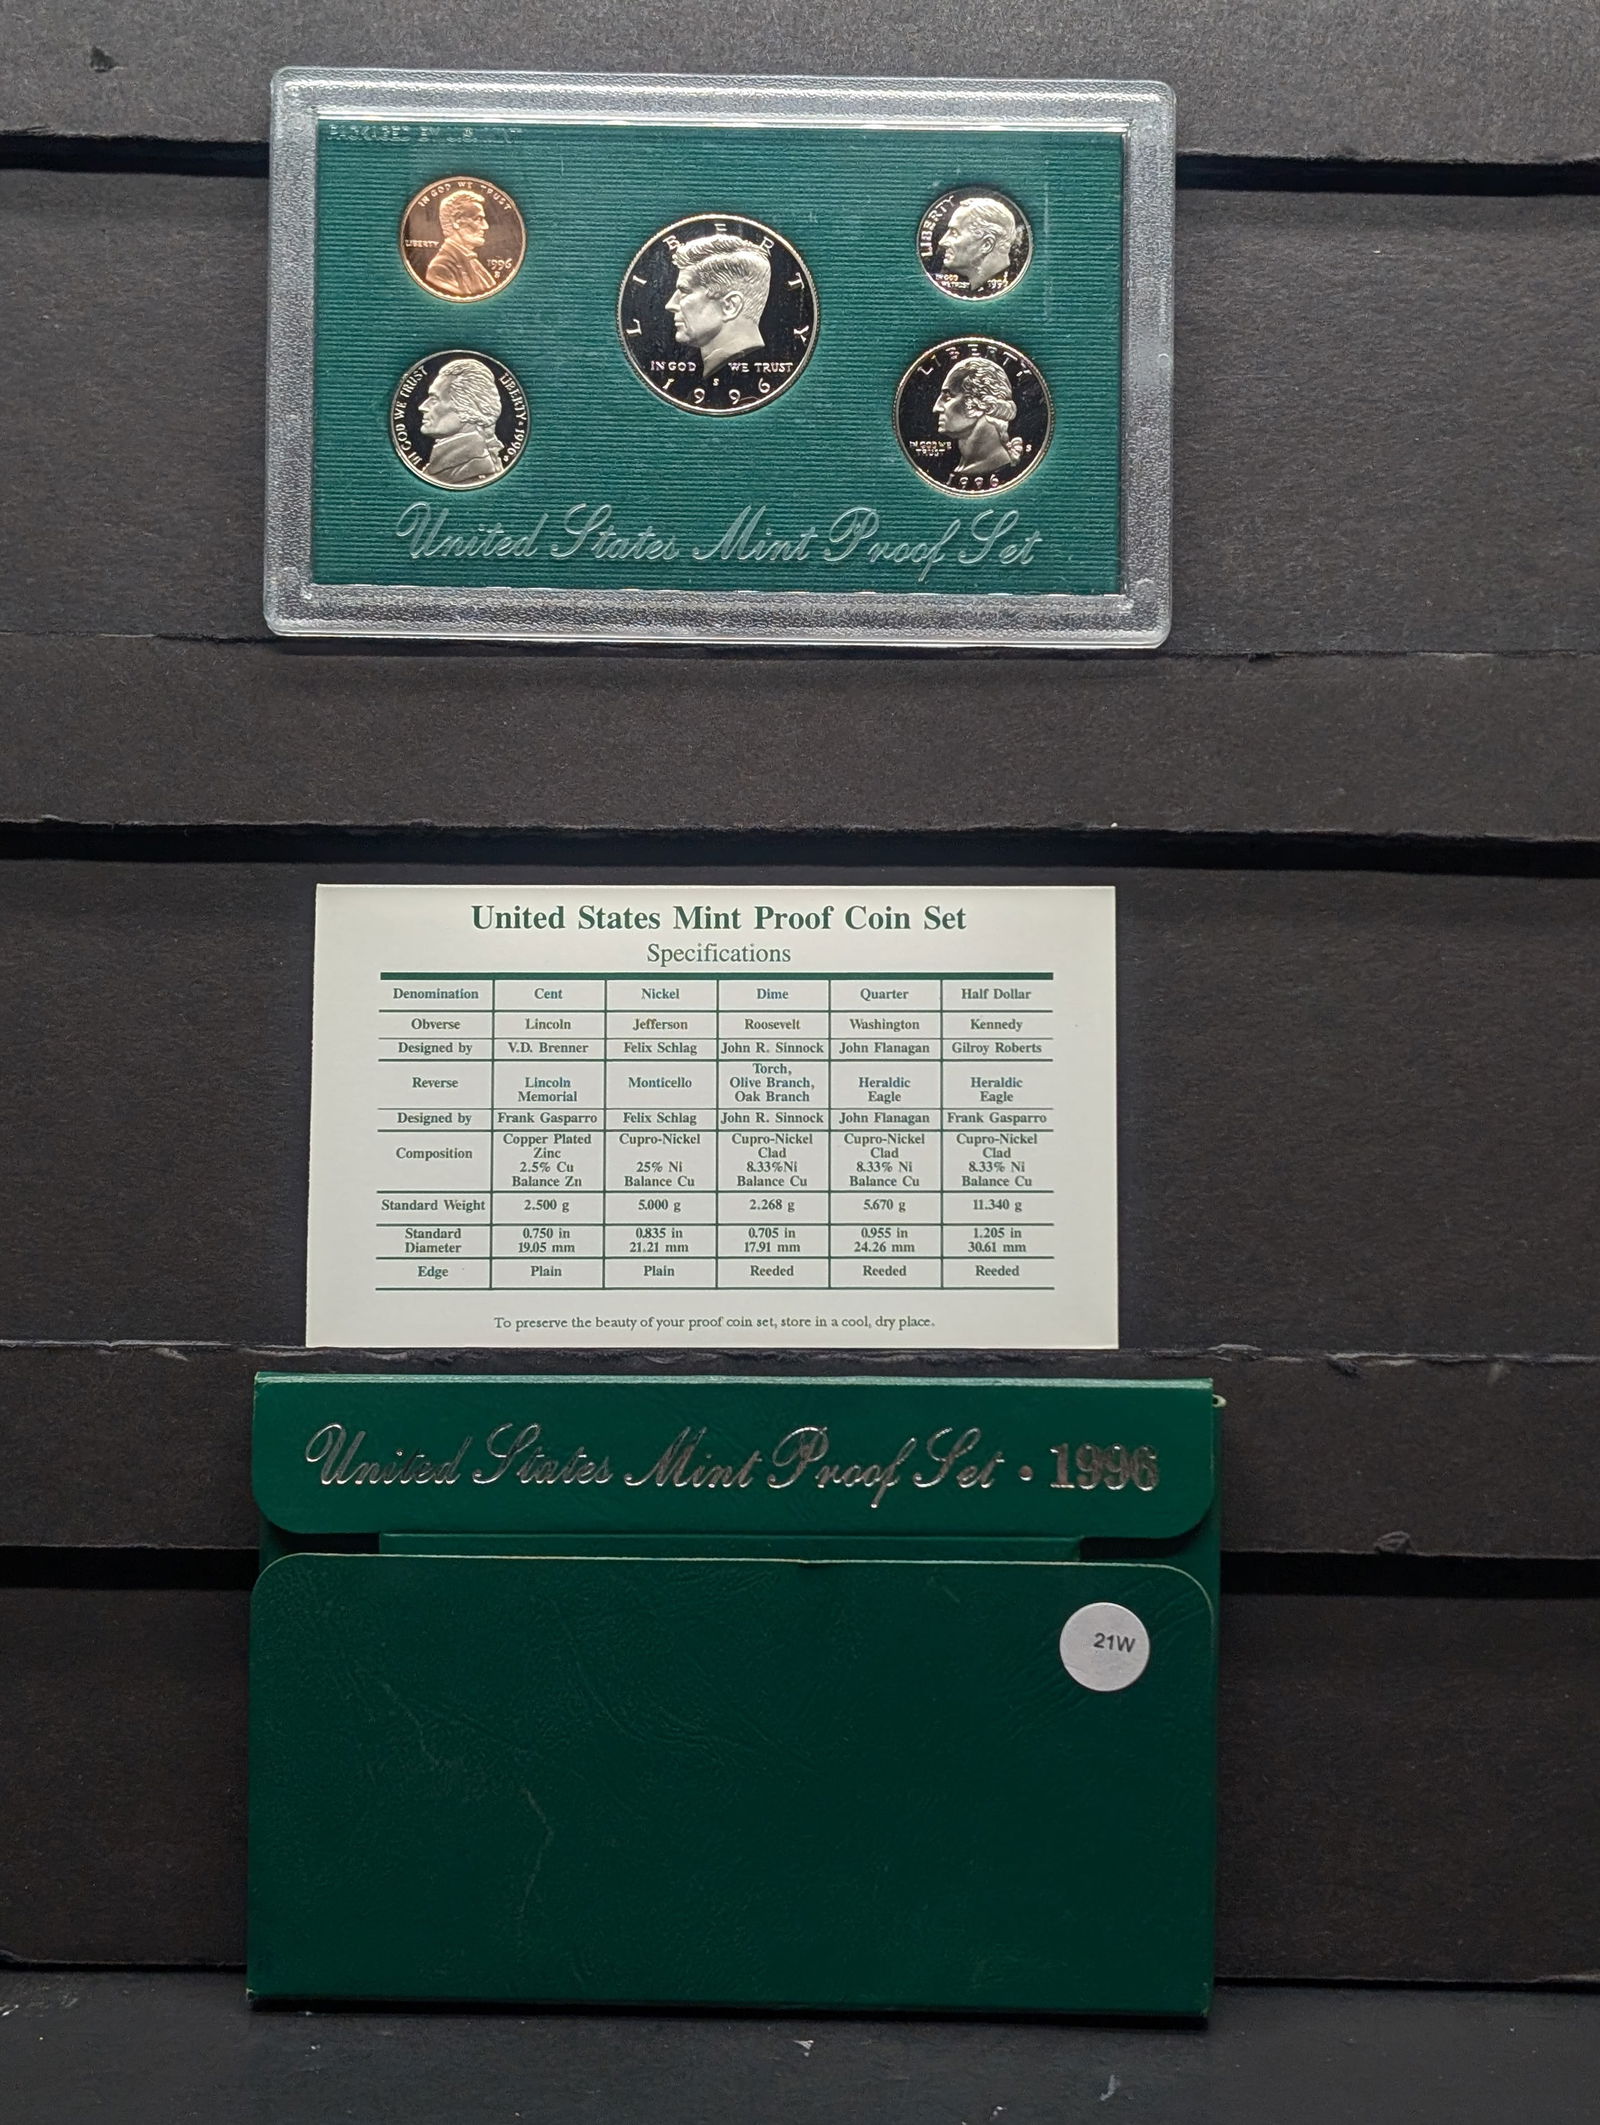 PACKAGED BY U.S. MINT
IN GOD WE TRUST
LIBERTY
1996
S
LIBERTY
IN GOD WE TRUST
1996
S
LIBERTY
IN GOD
WE TRUST
1996
IN GOD WE TRUST
LIBERTY · 1996
LIBERTY
IN GOD WE
TRUST
S
1996
United States Mint Proof Set
United States Mint Proof Coin Set
Specifications
Denomination Cent Nickel Dime Quarter Half Dollar
Obverse Lincoln Jefferson Roosevelt Washington Kennedy
Designed by V.D. Brenner Felix Schlag John R. Sinnock John Flanagan Gilroy Roberts
Reverse Lincoln Memorial Monticello Torch, Olive Branch, Oak Branch Heraldic Eagle Heraldic Eagle
Designed by Frank Gasparro Felix Schlag John R. Sinnock John Flanagan Frank Gasparro
Composition Copper Plated Zinc 2.5% Cu Balance Zn Cupro-Nickel 25% Ni Balance Cu Cupro-Nickel Clad 8.33%Ni Balance Cu Cupro-Nickel Clad 8.33% Ni Balance Cu Cupro-Nickel Clad 8.33% Ni Balance Cu
Standard Weight 2.500 g 5.000 g 2.268 g 5.670 g 11.340 g
Standard Diameter 0.750 in 19.05 mm 0.835 in 21.21 mm 0.705 in 17.91 mm 0.955 in 24.26 mm 1.205 in 30.61 mm
Edge Plain Plain Reeded Reeded Reeded
To preserve the beauty of your proof coin set, store in a cool, dry place.
United States Mint Proof Set · 1996
21W